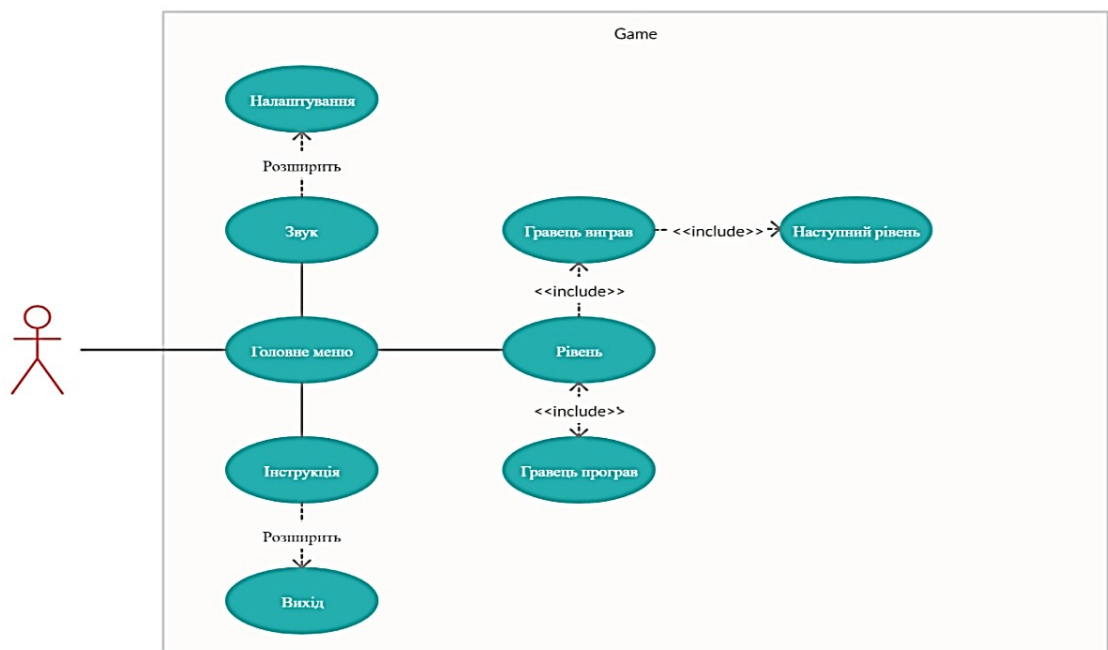 Game
Налаштування
Розширить
Звук
Гравець виграв
<<include>>
Наступний рівень
<<include>>
Головне меню
Рівень
<<include>>
Інструкція
Гравець програв
Розширить
Вихід